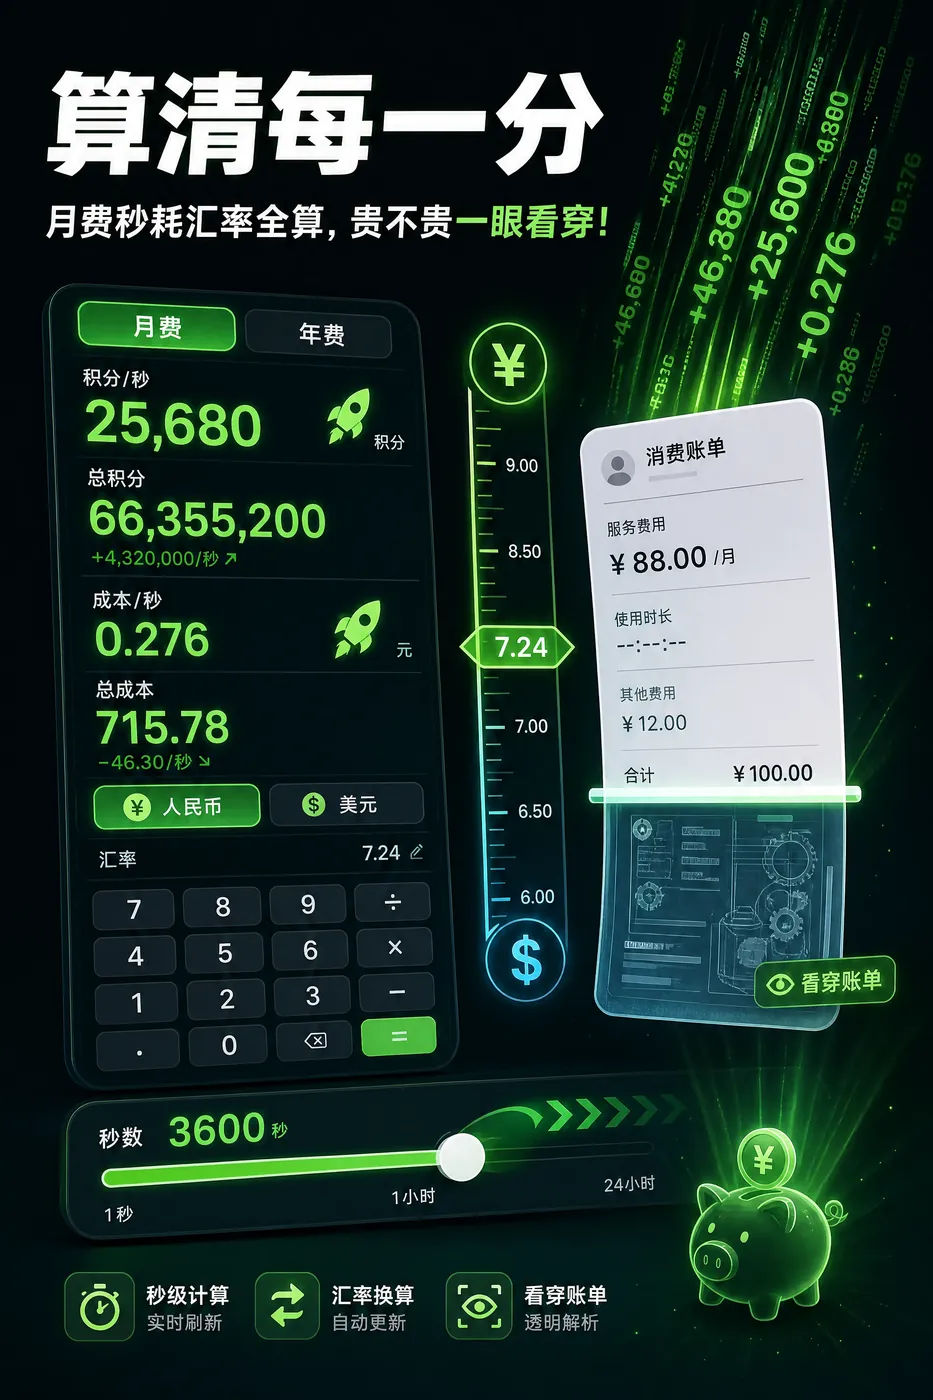 算清每一分
月费秒耗汇率全算，贵不贵一眼看穿！
月费
年费
积分/秒
25,680
积分
总积分
66,355,200
+4,320,000/秒 ↗
成本/秒
0.276
元
总成本
715.78
−46.30/秒 ↘
¥ 人民币
$ 美元
汇率
7.24
7 8 9 ÷
4 5 6 ×
1 2 3 −
. 0 =
¥
9.00
8.50
7.24
7.00
6.50
6.00
$
+46,880
+25,600
+0.276
+0.880
+0,286
消费账单
服务费用
¥ 88.00 /月
使用时长
--:--:--
其他费用
¥ 12.00
合计
¥100.00
看穿账单
秒数 3600 秒
1秒
1小时
24小时
¥
秒级计算
实时刷新
汇率换算
自动更新
看穿账单
透明解析